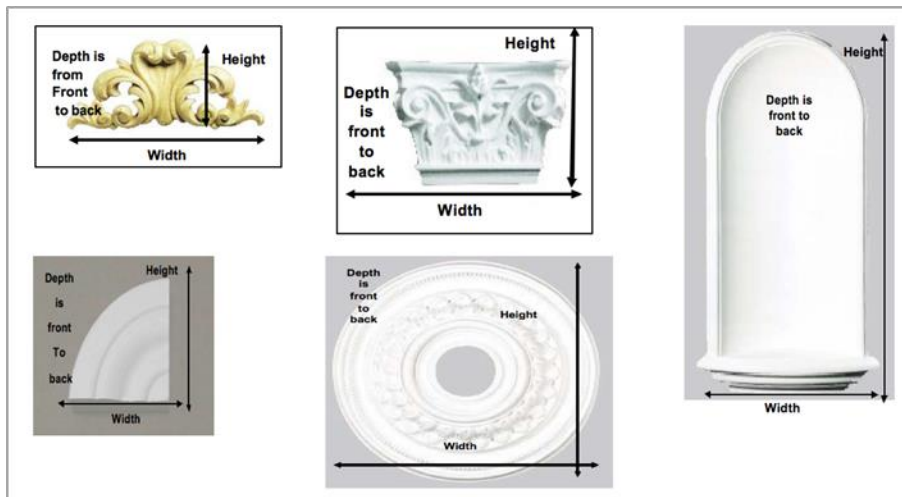 Depth is
from
Front
to back
Height
Width
Height
Depth
is
front
to
back
Width
Height
Depth is
front to
back
Width
Depth
is
front
To
back
Height
Width
Depth
is
front
to
back
Height
Width